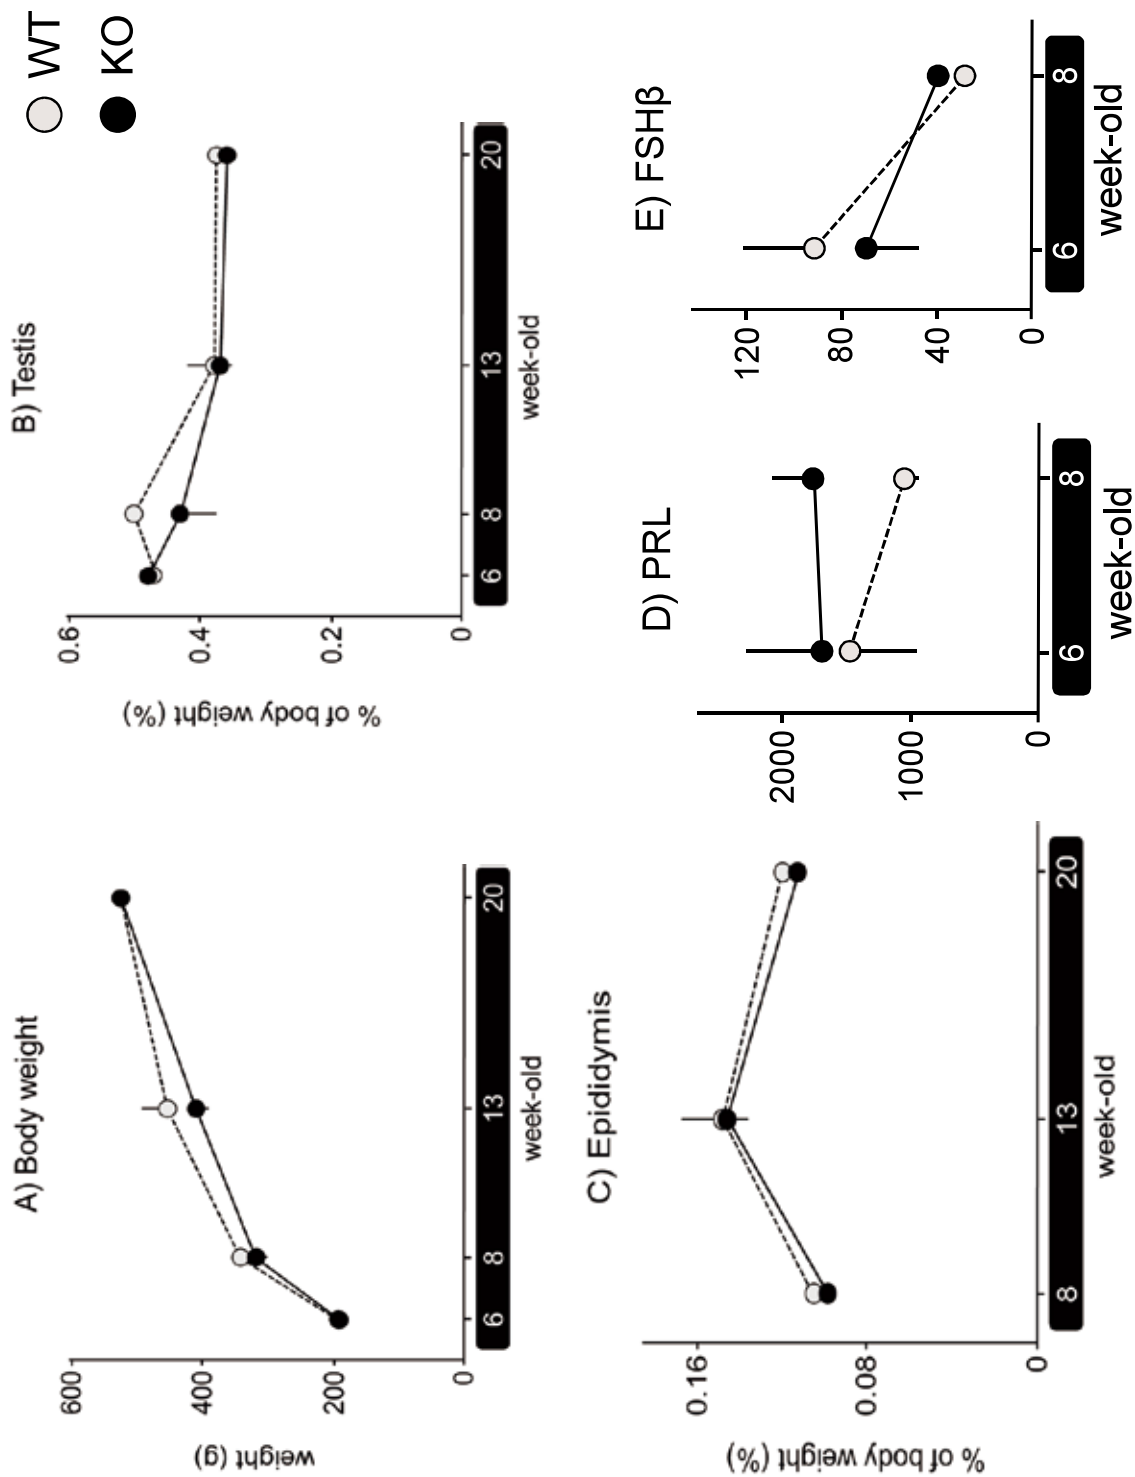 WT
KO
A) Body weight
weight (g)
600
400
200
0
6
8
13
20
week-old
B) Testis
% of body weight (%)
0.6
0.4
0.2
0
6
8
13
20
week-old
C) Epididymis
% of body weight (%)
0.16
0.08
0
8
13
20
week-old
D) PRL
2000
1000
0
6
8
week-old
E) FSHβ
120
80
40
0
6
8
week-old